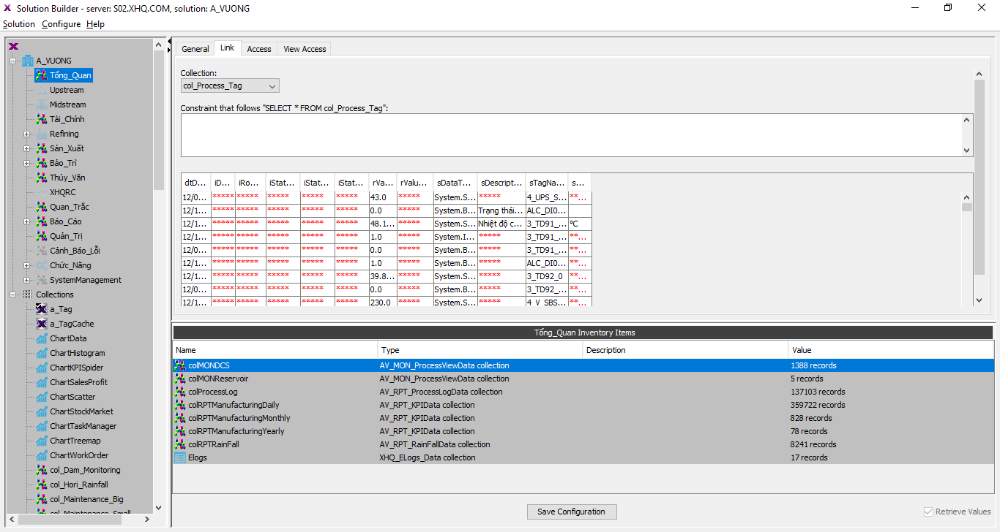 Solution Builder - server: S02.XHQ.COM, solution: A_VUONG
Solution Configure Help
A_VUONG
Tổng_Quan
Upstream
Midstream
Tài_Chính
Refining
Sản_Xuất
Bảo_Trì
Thủy_Văn
XHQRC
Quan_Trắc
Báo_Cáo
Quản_Trị
Cảnh_Báo_Lỗi
Chức_Năng
SystemManagement
Collections
a_Tag
a_TagCache
ChartData
ChartHistogram
ChartKPISpider
ChartSalesProfit
ChartScatter
ChartStockMarket
ChartTaskManager
ChartTreemap
ChartWorkOrder
col_Dam_Monitoring
col_Hori_Rainfall
col_Maintenance_Big
col_Maintenance_Small
General Link Access View Access
Collection:
col_Process_Tag
Constraint that follows "SELECT * FROM col_Process_Tag":
dtD... iD... iRo... iStat... iStat... iStat... rVa... rValu... sDataT... sDescript... sTagNa... s...
12/0... ***** ***** ***** ***** ***** 43.0 ***** System.S... ***** 4_UPS_S... **...
12/1... ***** ***** ***** ***** ***** 0.0 ***** System.B... Trạng thái... ALC_DI0...
12/1... ***** ***** ***** ***** ***** 48.1... ***** System.S... Nhiệt độ c... 3_TD91_... °C
12/1... ***** ***** ***** ***** ***** 1.0 ***** System.I... ***** 3_TD91_... **...
12/0... ***** ***** ***** ***** ***** 0.0 ***** System.B... ***** 3_TD91_... **...
12/1... ***** ***** ***** ***** ***** 1.0 ***** System.B... ***** ALC_DI0... **...
12/1... ***** ***** ***** ***** ***** 39.8... ***** System.S... ***** 3_TD92_0 **...
12/0... ***** ***** ***** ***** ***** 0.0 ***** System.B... ***** 3_TD92_... **...
12/1... ***** ***** ***** ***** ***** 230.0 ***** System.S... ***** 4_V_SBS... **...
Tổng_Quan Inventory Items
Name Type Description Value
colMONDCS AV_MON_ProcessViewData collection 1388 records
colMONReservoir AV_MON_ProcessViewData collection 5 records
colProcessLog AV_RPT_ProcessLogData collection 137103 records
colRPTManufacturingDaily AV_RPT_KPIData collection 359722 records
colRPTManufacturingMonthly AV_RPT_KPIData collection 828 records
colRPTManufacturingYearly AV_RPT_KPIData collection 78 records
colRPTRainFall AV_RPT_RainFallData collection 8241 records
Elogs XHQ_ELogs_Data collection 17 records
Save Configuration
Retrieve Values